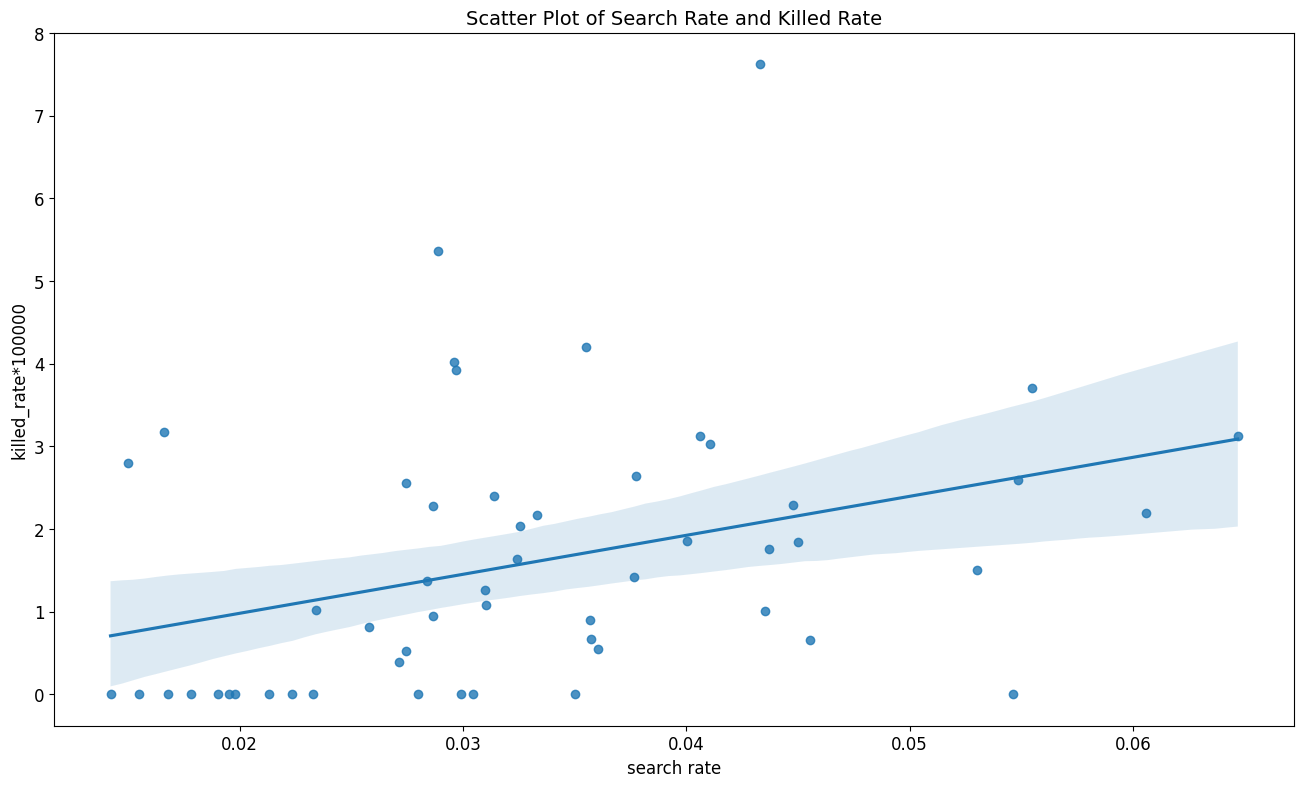 Scatter Plot of Search Rate and Killed Rate
8
7
6
5
4
3
2
1
0
killed_rate*100000
0.02 0.03 0.04 0.05 0.06
search rate